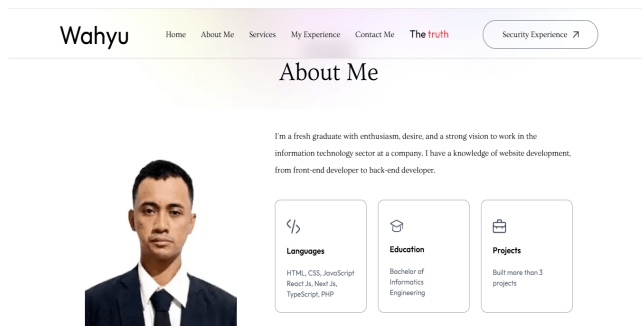 Wahyu
Home About Me Services My Experience Contact Me The truth Security Experience
About Me
I'm a fresh graduate with enthusiasm, desire, and a strong vision to work in the
information technology sector at a company. I have a knowledge of website development,
from front-end developer to back-end developer.
Languages
HTML, CSS, JavaScript
React Js, Next Js,
TypeScript, PHP
Education
Bachelor of
Informatics
Engineering
Projects
Built more than 3
projects